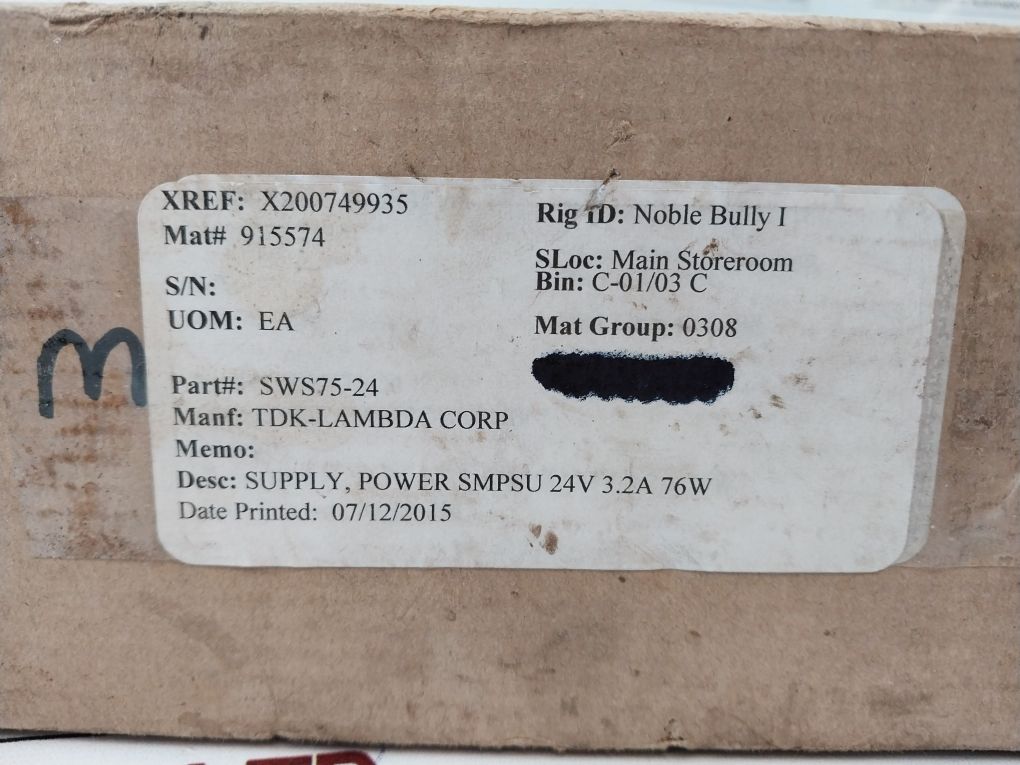 XREF: X200749935
Mat# 915574
S/N:
UOM: EA
Part#: SWS75-24
Manf: TDK-LAMBDA CORP
Memo:
Desc: SUPPLY, POWER SMPSU 24V 3.2A 76W
Date Printed: 07/12/2015
Rig ID: Noble Bully I
SLoc: Main Storeroom
Bin: C-01/03 C
Mat Group: 0308
m